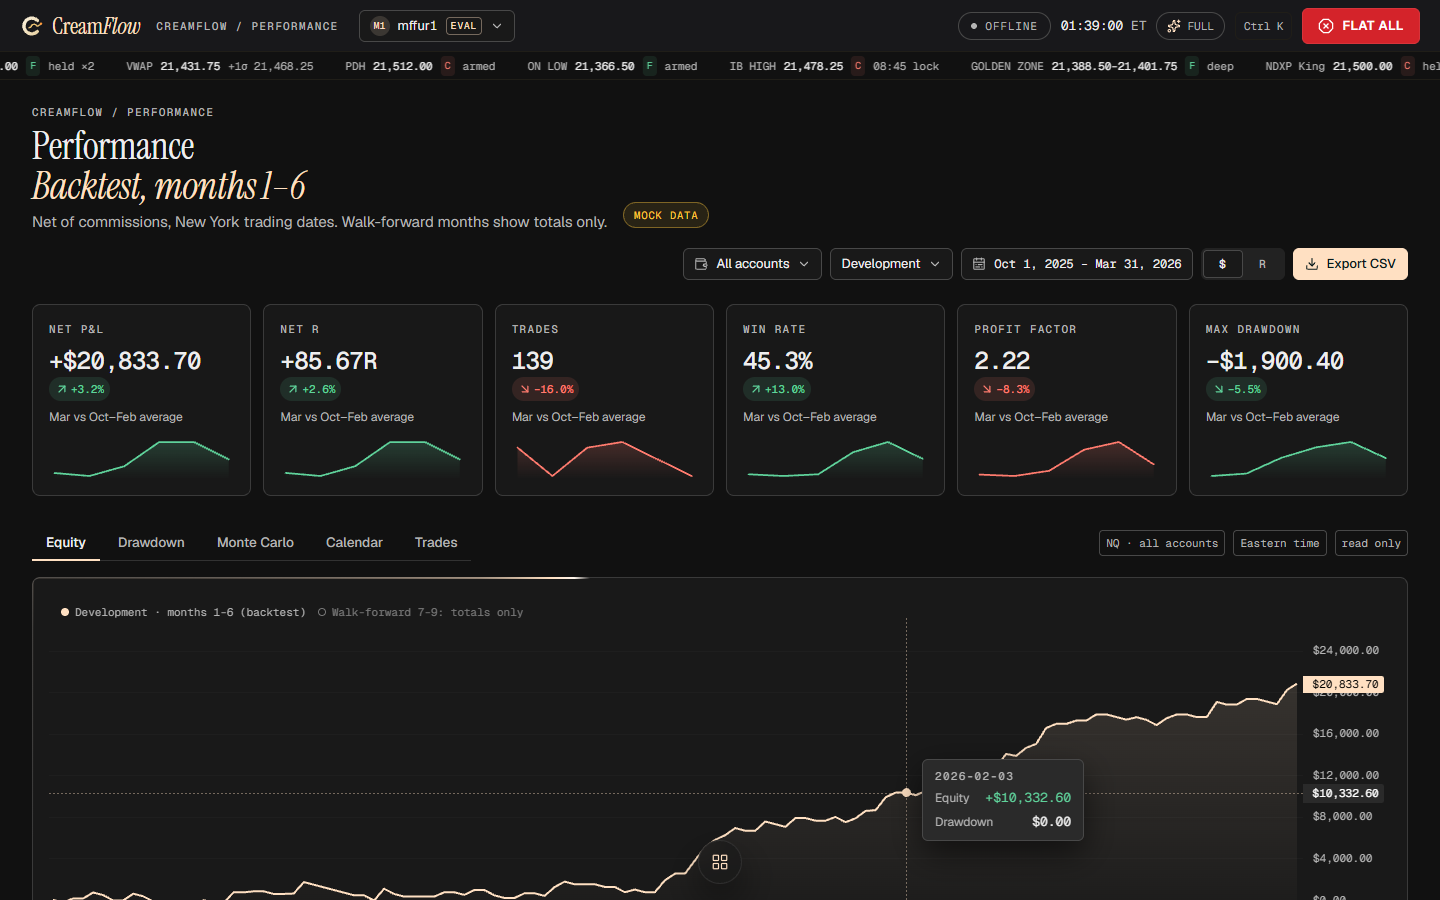 CreamFlow CREAMFLOW / PERFORMANCE M1 mffur1 EVAL OFFLINE 01:39:00 ET FULL Ctrl K FLAT ALL
.00 F held ×2 VWAP 21,431.75 +1σ 21,468.25 PDH 21,512.00 C armed ON LOW 21,366.50 F armed IB HIGH 21,478.25 C 08:45 lock GOLDEN ZONE 21,388.50–21,401.75 F deep NDXP King 21,500.00 C hel
CREAMFLOW / PERFORMANCE
Performance
Backtest, months 1–6
Net of commissions, New York trading dates. Walk-forward months show totals only. MOCK DATA
All accounts Development Oct 1, 2025 – Mar 31, 2026 $ R Export CSV
NET P&L NET R TRADES WIN RATE PROFIT FACTOR MAX DRAWDOWN
+$20,833.70 +85.67R 139 45.3% 2.22 −$1,900.40
+3.2% +2.6% −16.0% +13.0% −8.3% −5.5%
Mar vs Oct–Feb average Mar vs Oct–Feb average Mar vs Oct–Feb average Mar vs Oct–Feb average Mar vs Oct–Feb average Mar vs Oct–Feb average
Equity Drawdown Monte Carlo Calendar Trades NQ · all accounts Eastern time read only
Development · months 1–6 (backtest) Walk-forward 7–9: totals only
$24,000.00
$20,833.70
$20,000.00
$16,000.00
$12,000.00
2026-02-03
Equity +$10,332.60
$10,332.60
$8,000.00
Drawdown $0.00
$4,000.00
$0.00